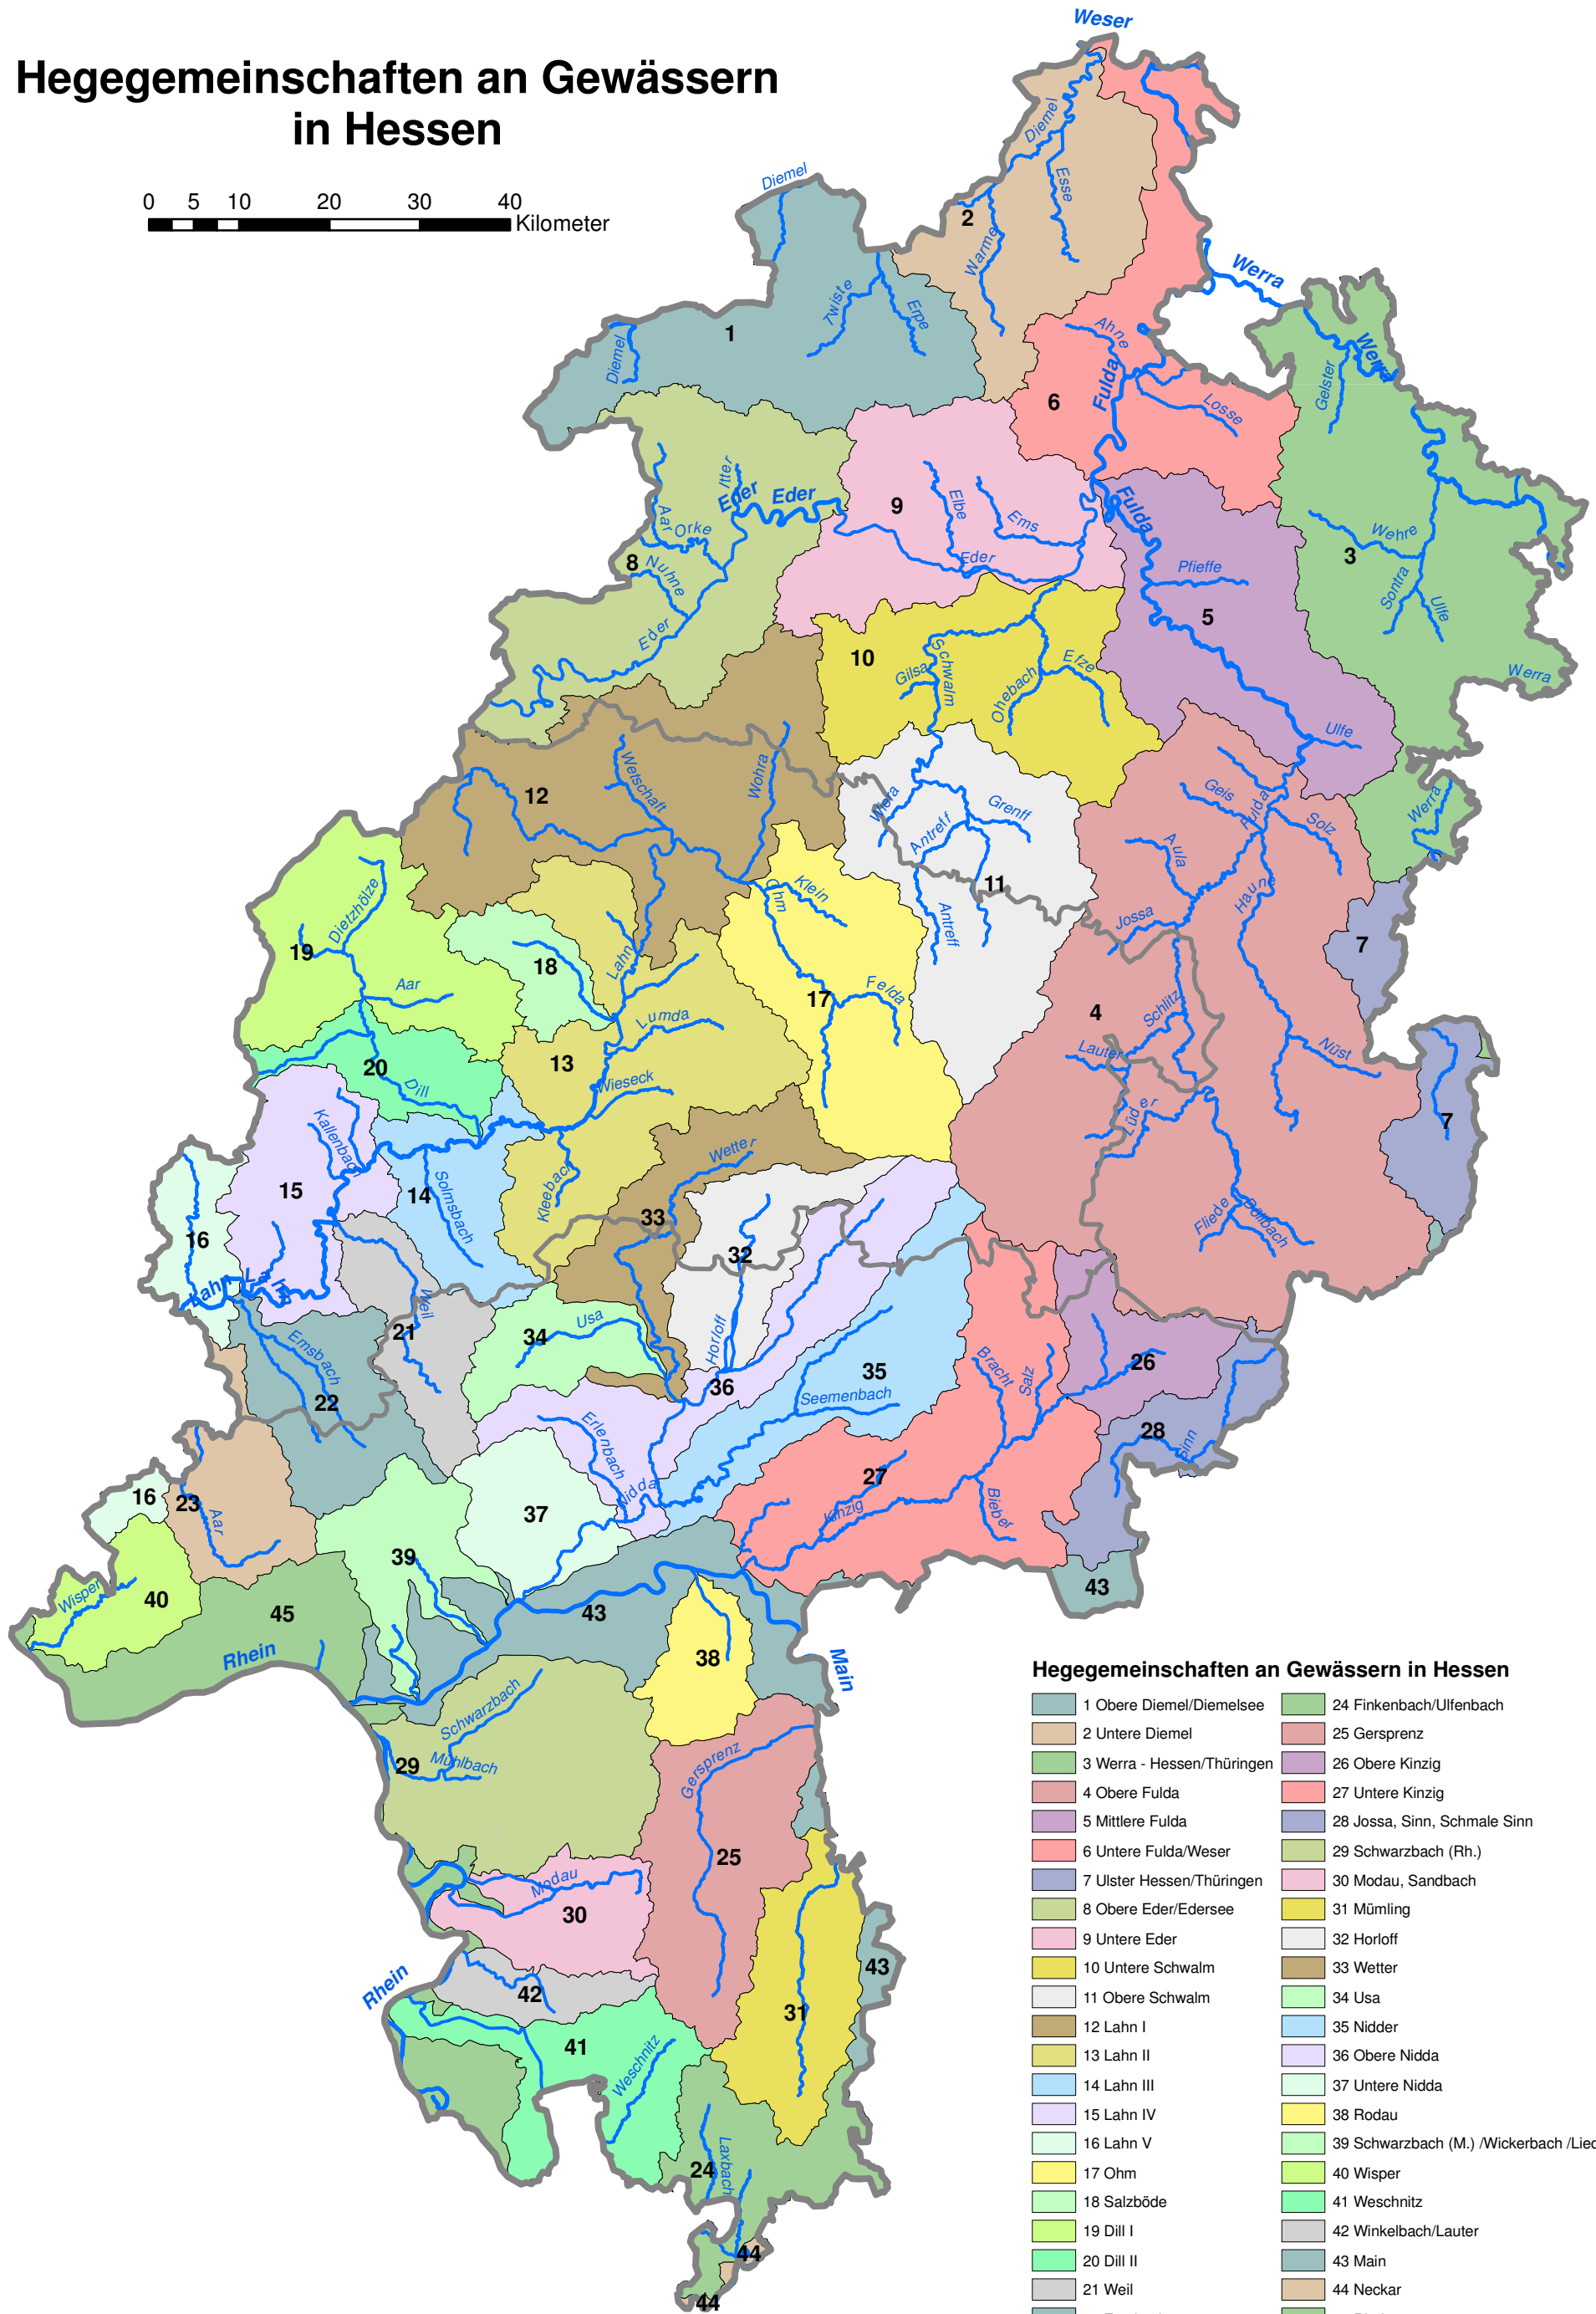 Weser
Hegegemeinschaften an Gewässern
in Hessen
0 5 10 20 30 40
Kilometer
Diemel
Diemel
Esse
2
Warme
Werra
Twiste
Erpe
1
Diemel
Ahne
Werra
Gelster
Fulda
6
Losse
Itter
Eder
Eder
9
Elbe
Ems
Fulda
Aar
Orke
Wehre
3
8
Nuhne
Eder
Pfieffe
Sontra
Ulfe
5
Eder
10
Schwalm
Gilsa
Efze
Ohebach
Werra
Ulfe
Wetschaft
Wohra
12
Wiera
Grenff
Antreff
Geis
Fulda
Solz
Werra
Aula
11
Ohm
Klein
Haune
Dietzhölze
19
Antreff
Jossa
7
18
Lahn
Aar
17
Felda
4
Schlitz
Lumda
Lauter
Nüst
13
20
Dill
Wieseck
Lüder
7
Kallenbach
Wetter
15
14
Solmsbach
Kleebach
33
Fliede
Döllbach
16
32
Lahn
Lahn
Weil
21
34
Usa
Horloff
Emsbach
Bracht
Salz
26
35
36
22
Seemenbach
Erlenbach
28
Sinn
27
16
23
Aar
37
Nidda
Kinzig
Bieber
39
Wisper
40
45
43
43
Rhein
38
Main
Schwarzbach
29
Mühlbach
Gersprenz
25
Modau
30
43
Rhein
42
31
41
Weschnitz
24
Laxbach
44
44
Hegegemeinschaften an Gewässern in Hessen
1 Obere Diemel/Diemelsee
2 Untere Diemel
3 Werra - Hessen/Thüringen
4 Obere Fulda
5 Mittlere Fulda
6 Untere Fulda/Weser
7 Ulster Hessen/Thüringen
8 Obere Eder/Edersee
9 Untere Eder
10 Untere Schwalm
11 Obere Schwalm
12 Lahn I
13 Lahn II
14 Lahn III
15 Lahn IV
16 Lahn V
17 Ohm
18 Salzböde
19 Dill I
20 Dill II
21 Weil
24 Finkenbach/Ulfenbach
25 Gersprenz
26 Obere Kinzig
27 Untere Kinzig
28 Jossa, Sinn, Schmale Sinn
29 Schwarzbach (Rh.)
30 Modau, Sandbach
31 Mümling
32 Horloff
33 Wetter
34 Usa
35 Nidder
36 Obere Nidda
37 Untere Nidda
38 Rodau
39 Schwarzbach (M.) /Wickerbach /Lied
40 Wisper
41 Weschnitz
42 Winkelbach/Lauter
43 Main
44 Neckar